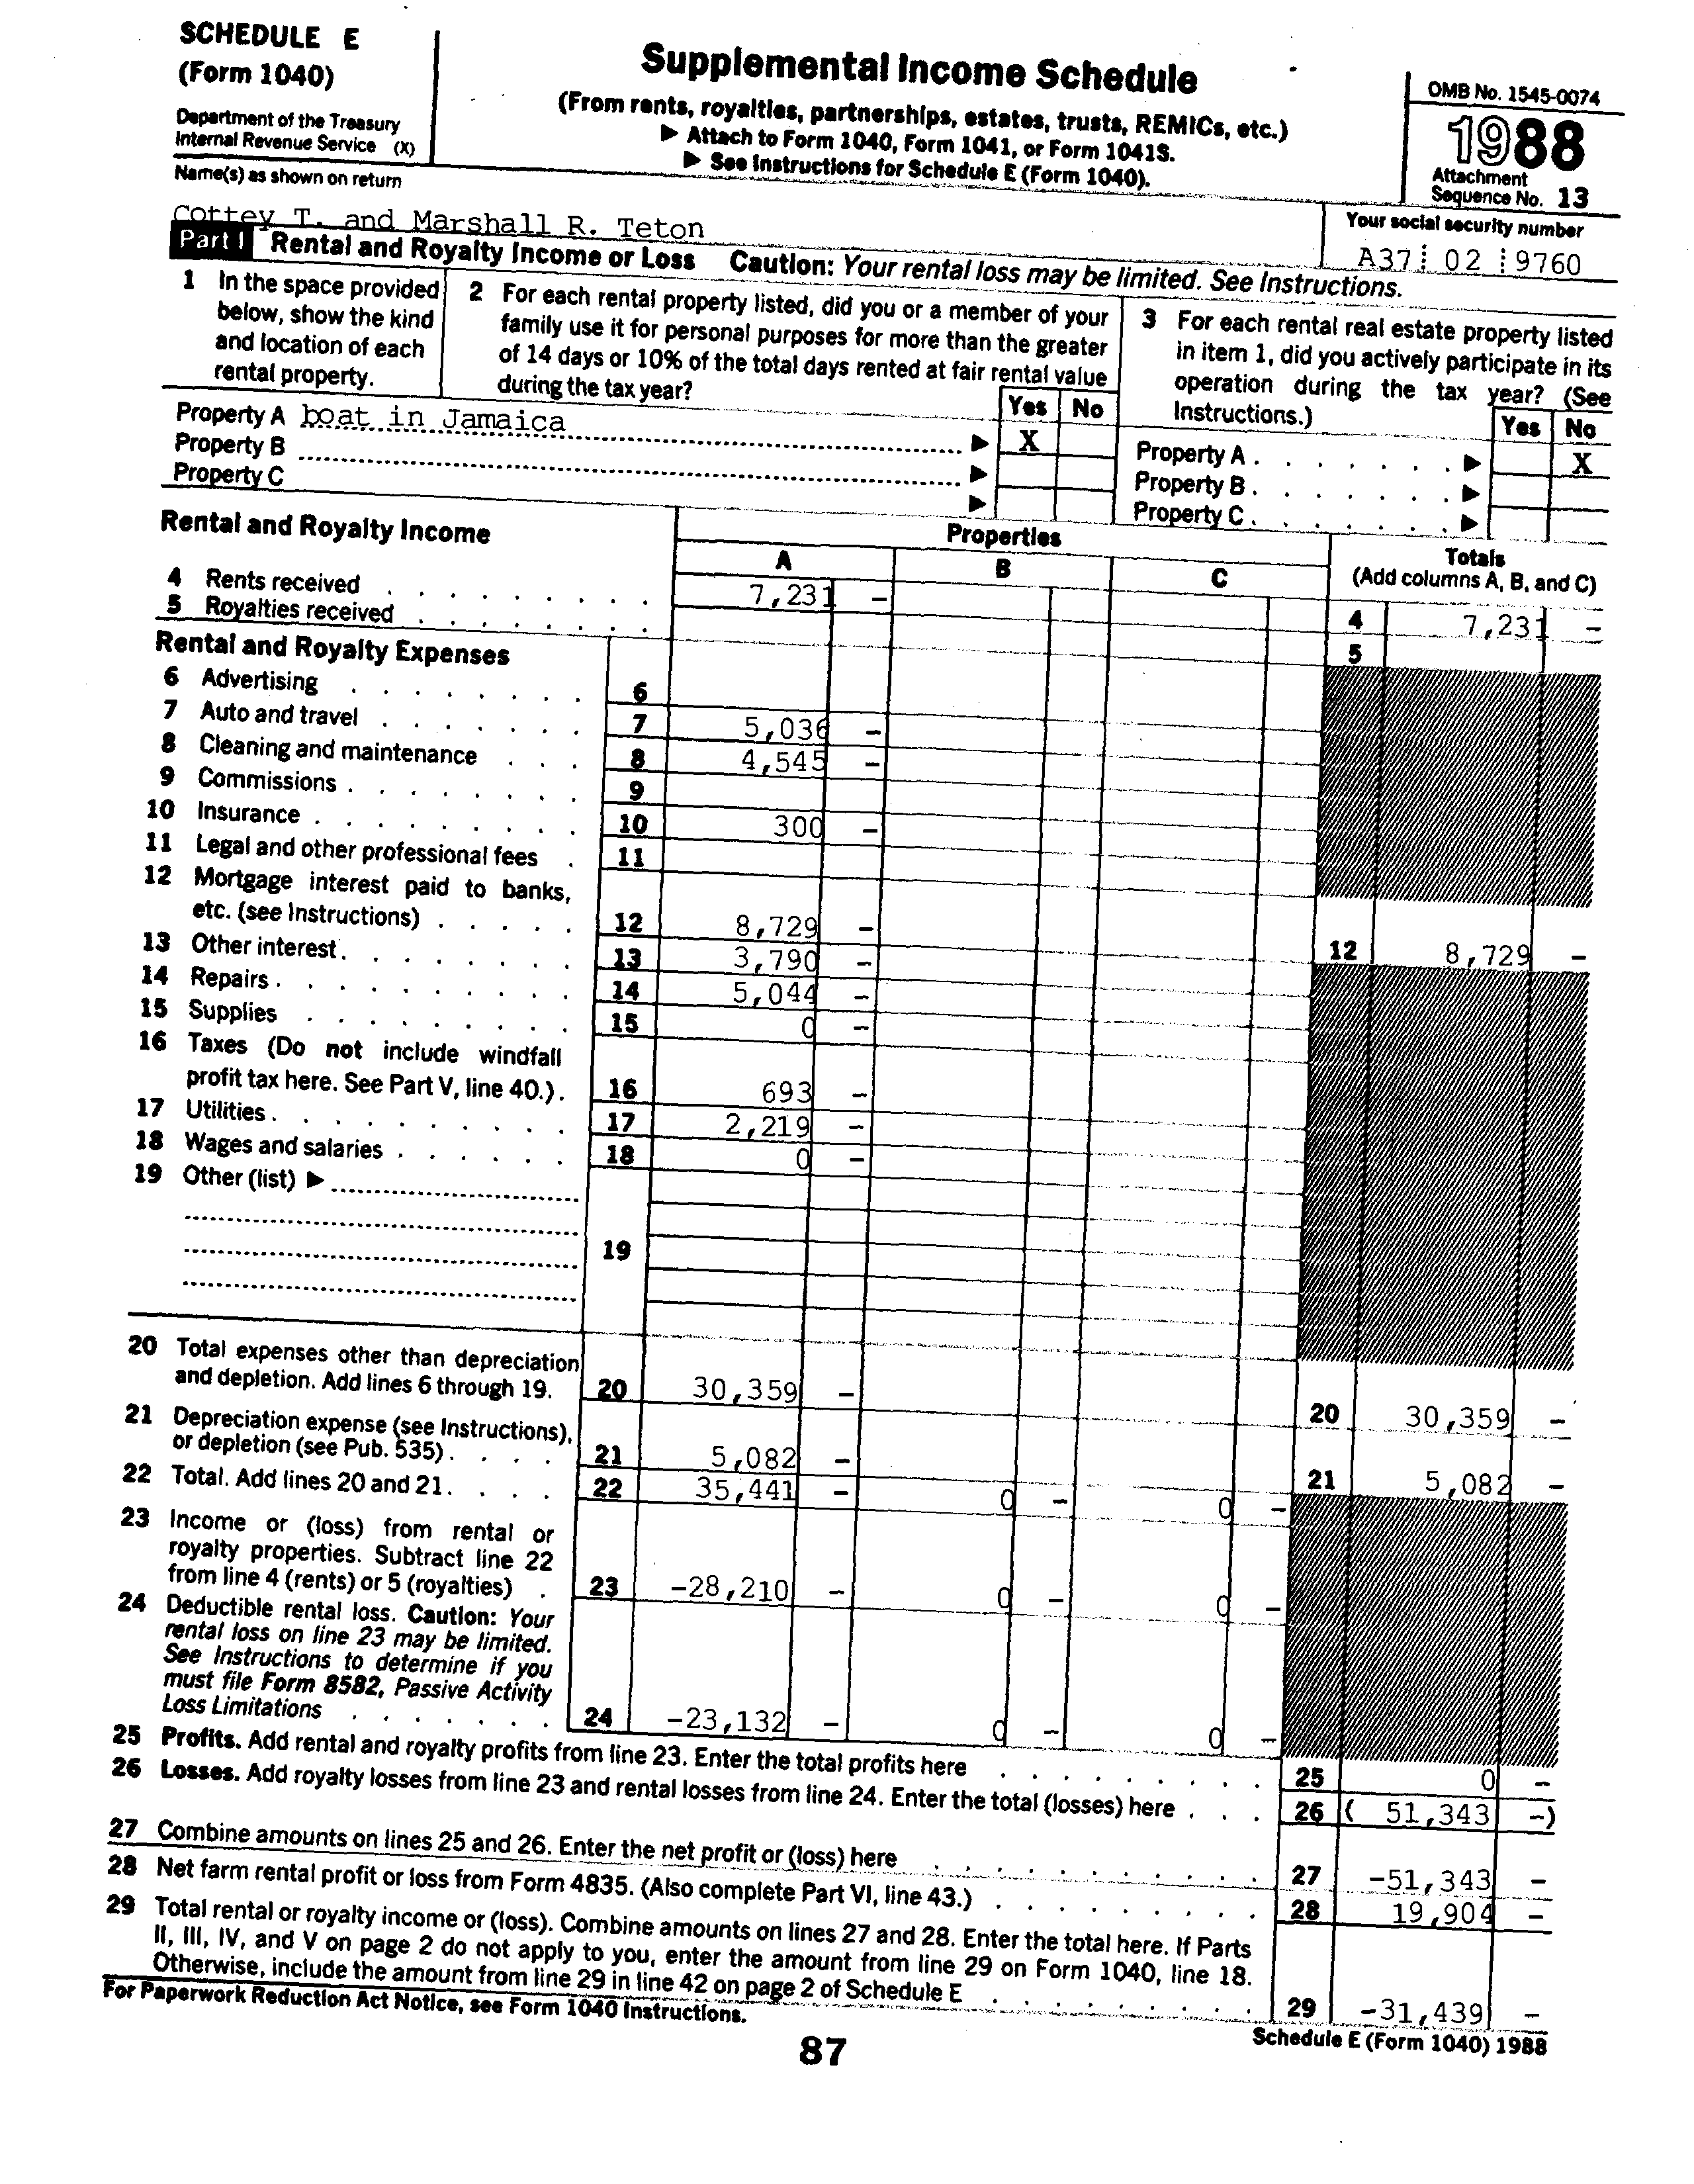 SCHEDULE E
(Form 1040)
Department of the Treasury
Internal Revenue Service (X)
Supplemental Income Schedule
(From rents, royalties, partnerships, estates, trusts, REMICs, etc.)
▶ Attach to Form 1040, Form 1041, or Form 1041S.
▶ See Instructions for Schedule E (Form 1040).
OMB No. 1545-0074
1988
Attachment
Sequence No. 13
Name(s) as shown on return
Cottey T. and Marshall R. Teton
Your social security number
A37 02 9760
Part I Rental and Royalty Income or Loss Caution: Your rental loss may be limited. See Instructions.
1 In the space provided
below, show the kind
and location of each
rental property.
2 For each rental property listed, did you or a member of your
family use it for personal purposes for more than the greater
of 14 days or 10% of the total days rented at fair rental value
during the tax year?
3 For each rental real estate property listed
in item 1, did you actively participate in its
operation during the tax year? (See
Instructions.)
Yes No
Yes No
Property A boat in Jamaica ▶ X
Property B ▶
Property C ▶
Property A . . . . . . . ▶ X
Property B . . . . . . . ▶
Property C . . . . . . . ▶
Rental and Royalty Income
Properties
A B C
Totals
(Add columns A, B, and C)
4 Rents received . . . . . . . . . 7,231 - 4 7,231 -
5 Royalties received . . . . . . . . 5
Rental and Royalty Expenses
6 Advertising . . . . . . . . 6
7 Auto and travel . . . . . . . 7 5,036 -
8 Cleaning and maintenance . . . 8 4,545 -
9 Commissions . . . . . . . . 9
10 Insurance . . . . . . . . . 10 300 -
11 Legal and other professional fees . 11
12 Mortgage interest paid to banks,
etc. (see Instructions) . . . . . 12 8,729 - 12 8,729 -
13 Other interest . . . . . . . . 13 3,790 -
14 Repairs . . . . . . . . . . 14 5,044 -
15 Supplies . . . . . . . . . 15 0 -
16 Taxes (Do not include windfall
profit tax here. See Part V, line 40.) . 16 693 -
17 Utilities . . . . . . . . . . 17 2,219 -
18 Wages and salaries . . . . . . 18 0 -
19 Other (list) ▶
19
20 Total expenses other than depreciation
and depletion. Add lines 6 through 19. 20 30,359 - 20 30,359 -
21 Depreciation expense (see Instructions),
or depletion (see Pub. 535) . . . . 21 5,082 - 21 5,082 -
22 Total. Add lines 20 and 21 . . . . 22 35,441 - 0 - 0 -
23 Income or (loss) from rental or
royalty properties. Subtract line 22
from line 4 (rents) or 5 (royalties) . 23 -28,210 - 0 - 0 -
24 Deductible rental loss. Caution: Your
rental loss on line 23 may be limited.
See Instructions to determine if you
must file Form 8582, Passive Activity
Loss Limitations . . . . . . . 24 -23,132 - 0 - 0 -
25 Profits. Add rental and royalty profits from line 23. Enter the total profits here . . . . . . . . . 25 0 -
26 Losses. Add royalty losses from line 23 and rental losses from line 24. Enter the total (losses) here . . . 26 ( 51,343 -)
27 Combine amounts on lines 25 and 26. Enter the net profit or (loss) here . . . . . . . . . . . 27 -51,343 -
28 Net farm rental profit or loss from Form 4835. (Also complete Part VI, line 43.) . . . . . . . . . 28 19,904 -
29 Total rental or royalty income or (loss). Combine amounts on lines 27 and 28. Enter the total here. If Parts
II, III, IV, and V on page 2 do not apply to you, enter the amount from line 29 on Form 1040, line 18.
Otherwise, include the amount from line 29 in line 42 on page 2 of Schedule E . . . . . . . . . 29 -31,439 -
For Paperwork Reduction Act Notice, see Form 1040 Instructions.
Schedule E (Form 1040) 1988
87